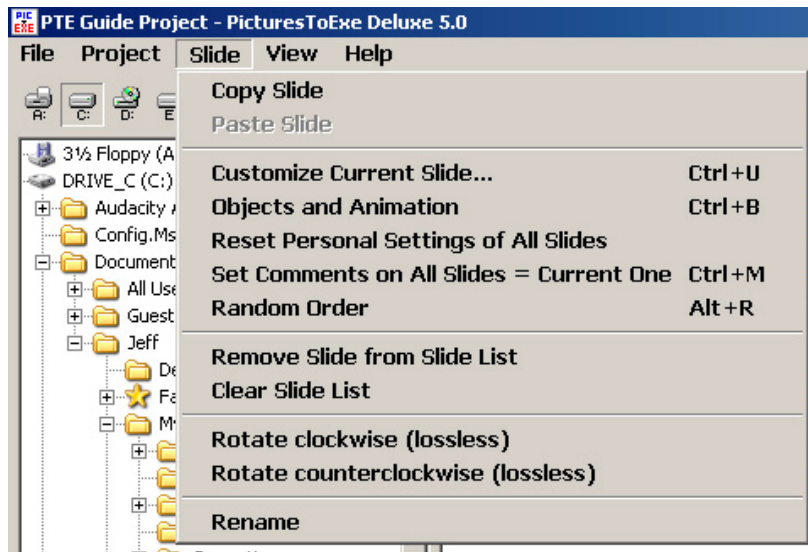 PIC EXE PTE Guide Project - PicturesToExe Deluxe 5.0
File Project Slide View Help
A: C: D: E
Copy Slide
Paste Slide
3½ Floppy (A
DRIVE_C (C:)
Customize Current Slide... Ctrl+U
Audacity
Objects and Animation Ctrl+B
Config.Ms
Reset Personal Settings of All Slides
Document
Set Comments on All Slides = Current One Ctrl+M
All Use
Random Order Alt+R
Guest
Jeff
Remove Slide from Slide List
De
Clear Slide List
Fa
M
Rotate clockwise (lossless)
Rotate counterclockwise (lossless)
Rename